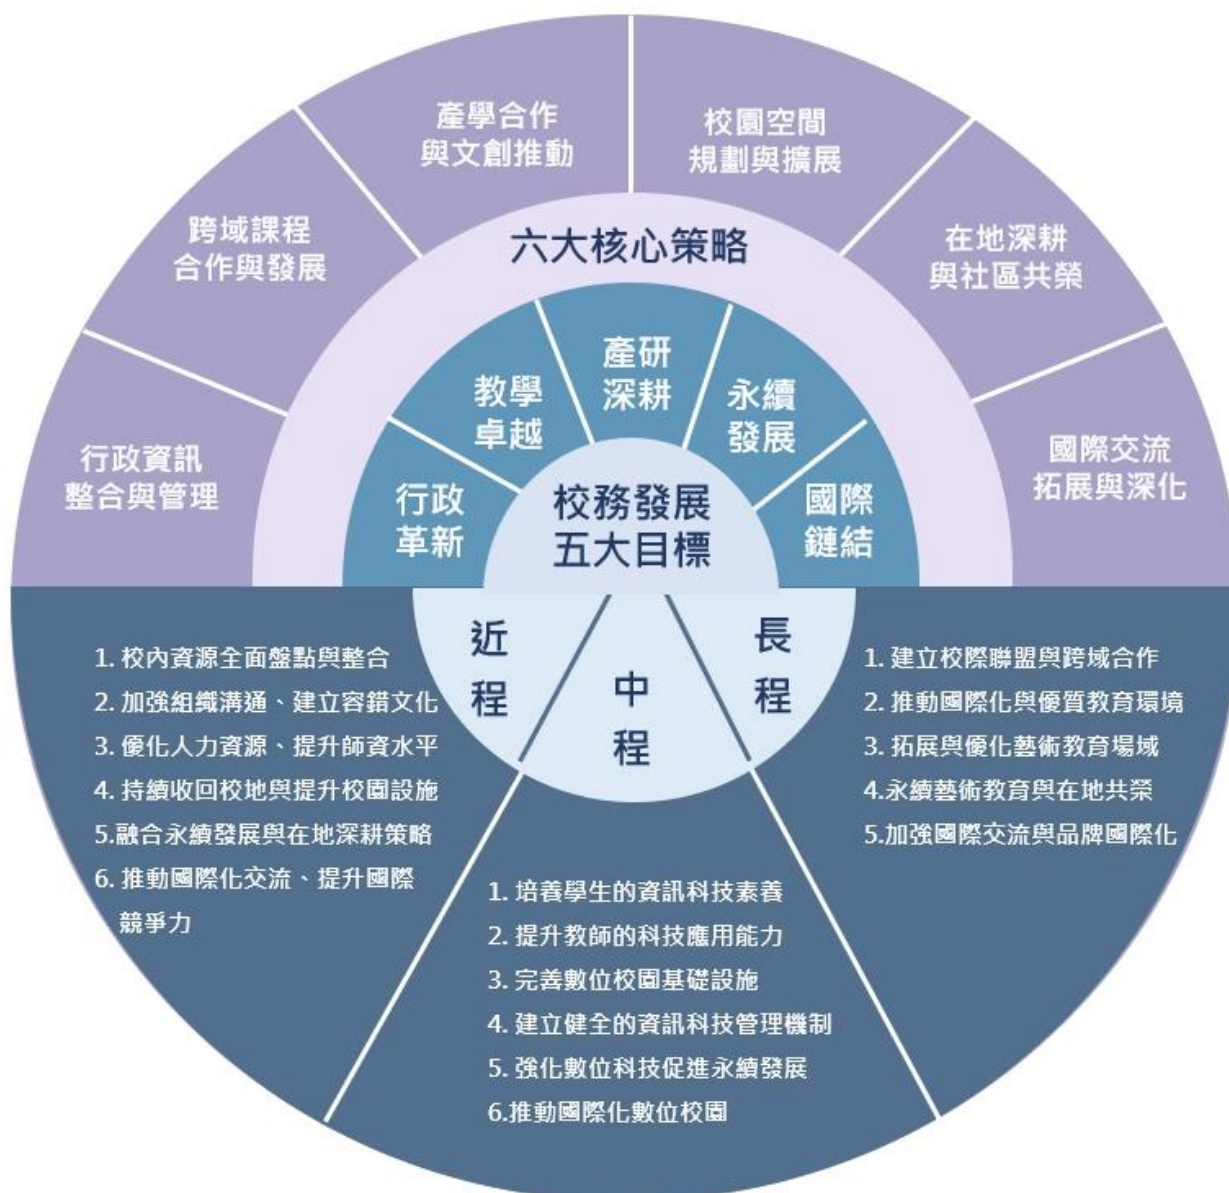 產學合作
與文創推動
校園空間
規劃與擴展
跨域課程
合作與發展
在地深耕
與社區共榮
行政資訊
整合與管理
國際交流
拓展與深化
六大核心策略
行政
革新
教學
卓越
產研
深耕
永續
發展
國際
鏈結
校務發展
五大目標
近
程
1. 校內資源全面盤點與整合
2. 加強組織溝通、建立容錯文化
3. 優化人力資源、提升師資水平
4. 持續收回校地與提升校園設施
5.融合永續發展與在地深耕策略
6. 推動國際化交流、提升國際
競爭力
中
程
1. 培養學生的資訊科技素養
2. 提升教師的科技應用能力
3. 完善數位校園基礎設施
4. 建立健全的資訊科技管理機制
5. 強化數位科技促進永續發展
6.推動國際化數位校園
長
程
1. 建立校際聯盟與跨域合作
2. 推動國際化與優質教育環境
3. 拓展與優化藝術教育場域
4.永續藝術教育與在地共榮
5.加強國際交流與品牌國際化